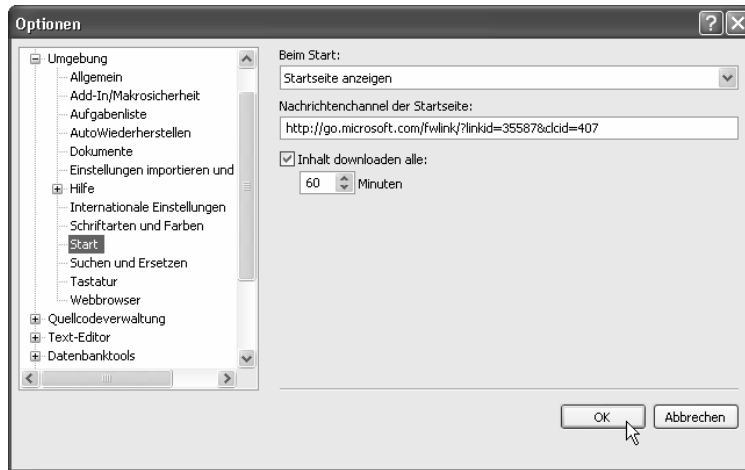 Optionen
Umgebung
Allgemein
Add-In/Makrosicherheit
Aufgabenliste
AutoWiederherstellen
Dokumente
Einstellungen importieren und
Hilfe
Internationale Einstellungen
Schriftarten und Farben
Start
Suchen und Ersetzen
Tastatur
Webbrowser
Quellcodeverwaltung
Text-Editor
Datenbanktools
Beim Start:
Startseite anzeigen
Nachrichtenchannel der Startseite:
http://go.microsoft.com/fwlink/?linkid=35587&clcid=407
Inhalt downloaden alle:
60 Minuten
OK Abbrechen